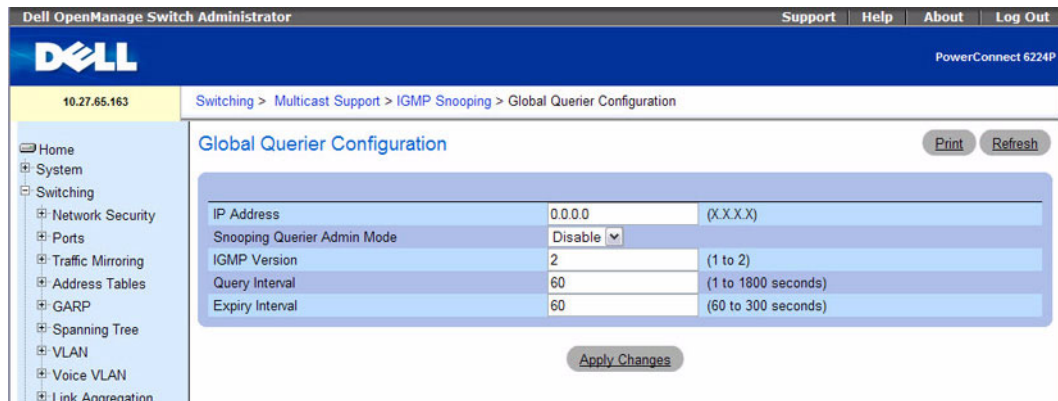 Dell OpenManage Switch Administrator Support Help About Log Out
DELL
PowerConnect 6224P
10.27.65.163
Switching > Multicast Support > IGMP Snooping > Global Querier Configuration
Home
System
Switching
Network Security
Ports
Traffic Mirroring
Address Tables
GARP
Spanning Tree
VLAN
Voice VLAN
Link Aggregation
Global Querier Configuration
Print Refresh
IP Address 0.0.0.0 (X.X.X.X)
Snooping Querier Admin Mode Disable
IGMP Version 2 (1 to 2)
Query Interval 60 (1 to 1800 seconds)
Expiry Interval 60 (60 to 300 seconds)
Apply Changes